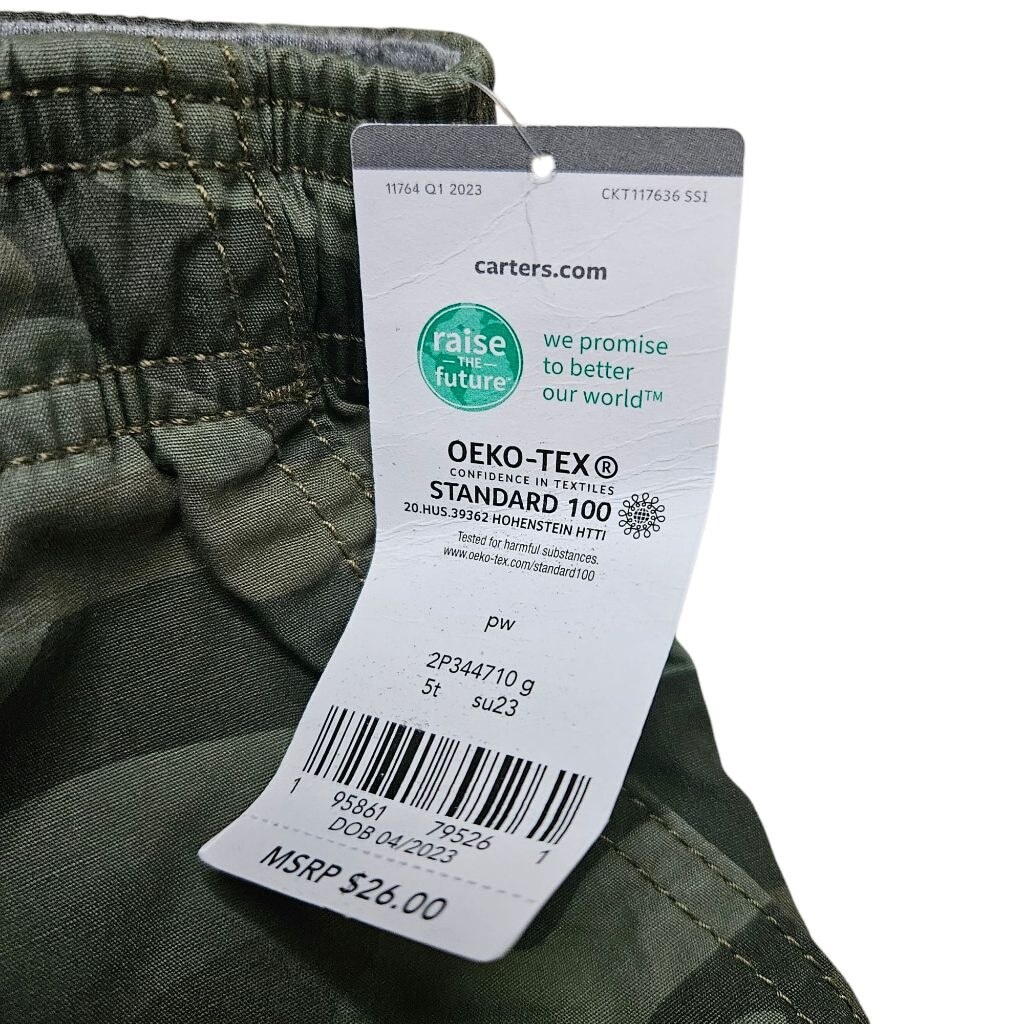 11764 Q1 2023 CKT117636 SSI
carters.com
raise
THE
future
we promise
to better
our world™
OEKO-TEX®
CONFIDENCE IN TEXTILES
STANDARD 100
20.HUS.39362 HOHENSTEIN HTTI
Tested for harmful substances.
www.oeko-tex.com/standard100
pw
2P344710 g
5t su23
1 95861 79526 1
DOB 04/2023
MSRP $26.00